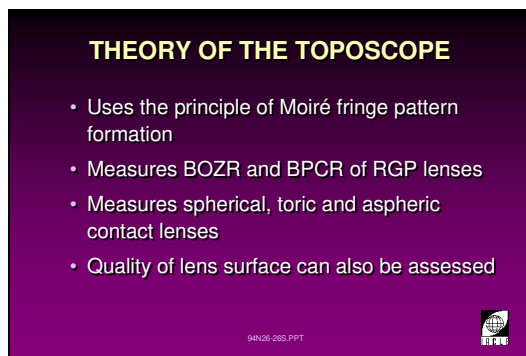 THEORY OF THE TOPOSCOPE
• Uses the principle of Moiré fringe pattern
formation
• Measures BOZR and BPCR of RGP lenses
• Measures spherical, toric and aspheric
contact lenses
• Quality of lens surface can also be assessed
94N26-26S.PPT
IACLE